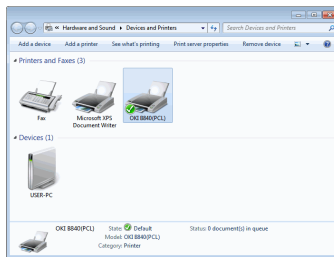 « Hardware and Sound ▸ Devices and Printers
Search Devices and Printers
Add a device Add a printer See what's printing Print server properties Remove device
Printers and Faxes (3)
Fax
Microsoft XPS
Document Writer
OKI B840(PCL)
Devices (1)
USER-PC
OKI B840(PCL) State: Default Status: 0 document(s) in queue
Model: OKI B840(PCL)
Category: Printer